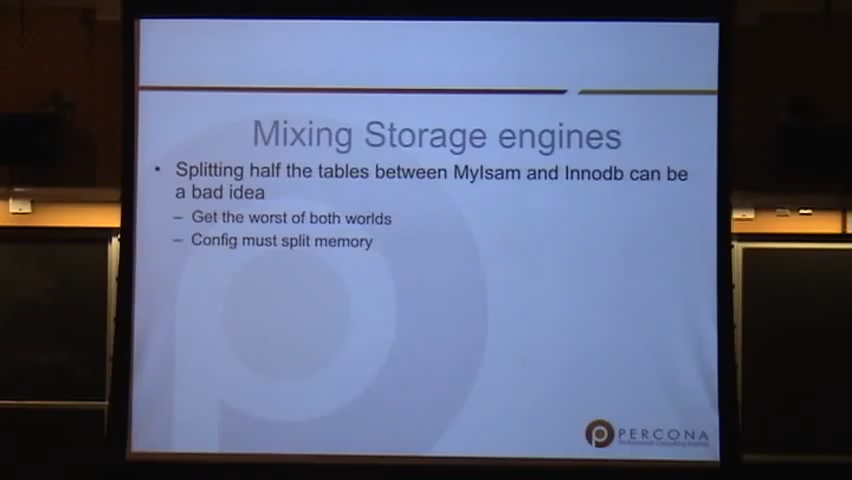 Mixing Storage engines
• Splitting half the tables between MyIsam and Innodb can be
a bad idea
– Get the worst of both worlds
– Config must split memory
PERCONA